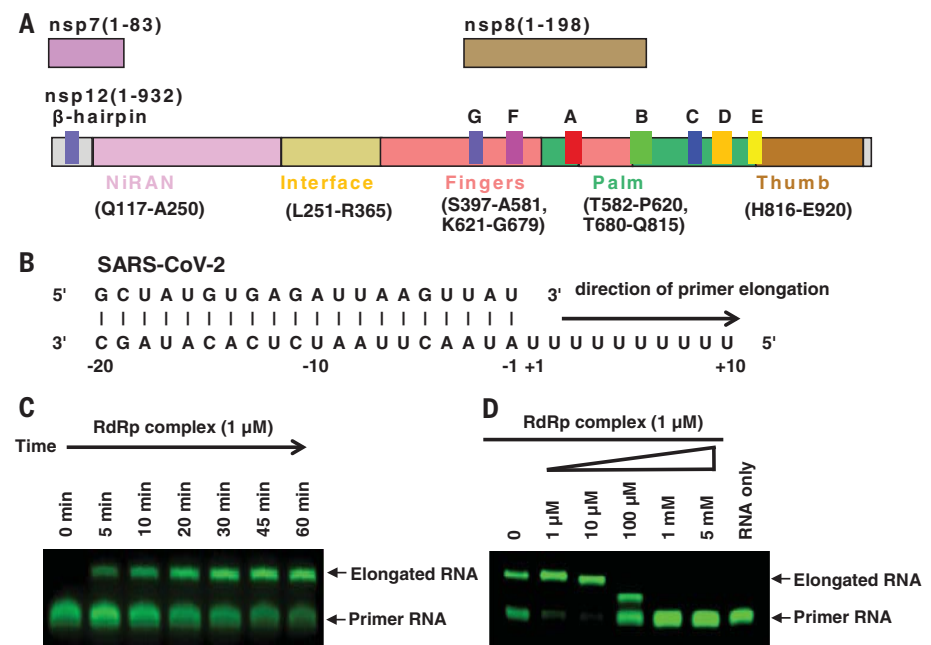 A
nsp7(1-83)
nsp8(1-198)
nsp12(1-932)
β-hairpin
G F A B C D E
NiRAN Interface Fingers Palm Thumb
(Q117-A250) (L251-R365) (S397-A581, (T582-P620, (H816-E920)
K621-G679) T680-Q815)
B
SARS-CoV-2
5' G C U A U G U G A G A U U A A G U U A U 3' direction of primer elongation
3' C G A U A C A C U C U A A U U C A A U A U U U U U U U U U U 5'
-20 -10 -1 +1 +10
C
RdRp complex (1 µM)
Time
0 min 5 min 10 min 20 min 30 min 45 min 60 min
Elongated RNA
Primer RNA
D
RdRp complex (1 µM)
0 1 µM 10 µM 100 µM 1 mM 5 mM RNA only
Elongated RNA
Primer RNA